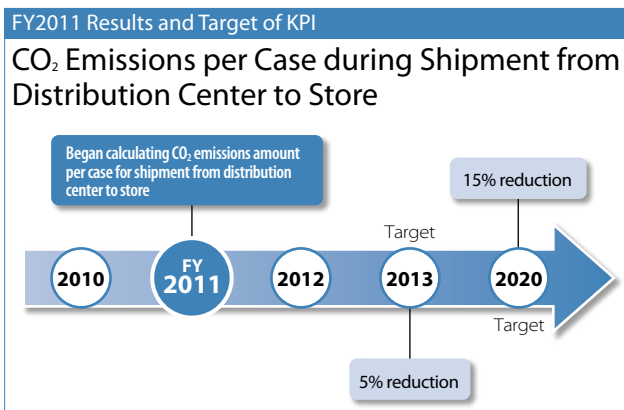 FY2011 Results and Target of KPI
CO₂ Emissions per Case during Shipment from
Distribution Center to Store
Began calculating CO₂ emissions amount
per case for shipment from distribution
center to store
15% reduction
Target
2010
FY
2011
2012
2013
2020
Target
5% reduction